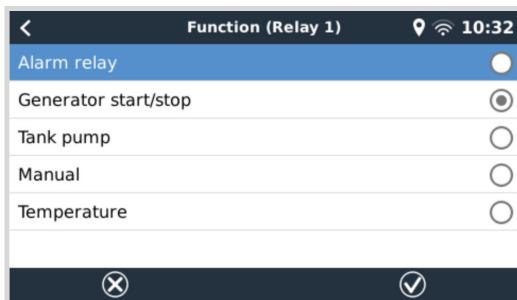 Function (Relay 1) 10:32
Alarm relay
Generator start/stop
Tank pump
Manual
Temperature